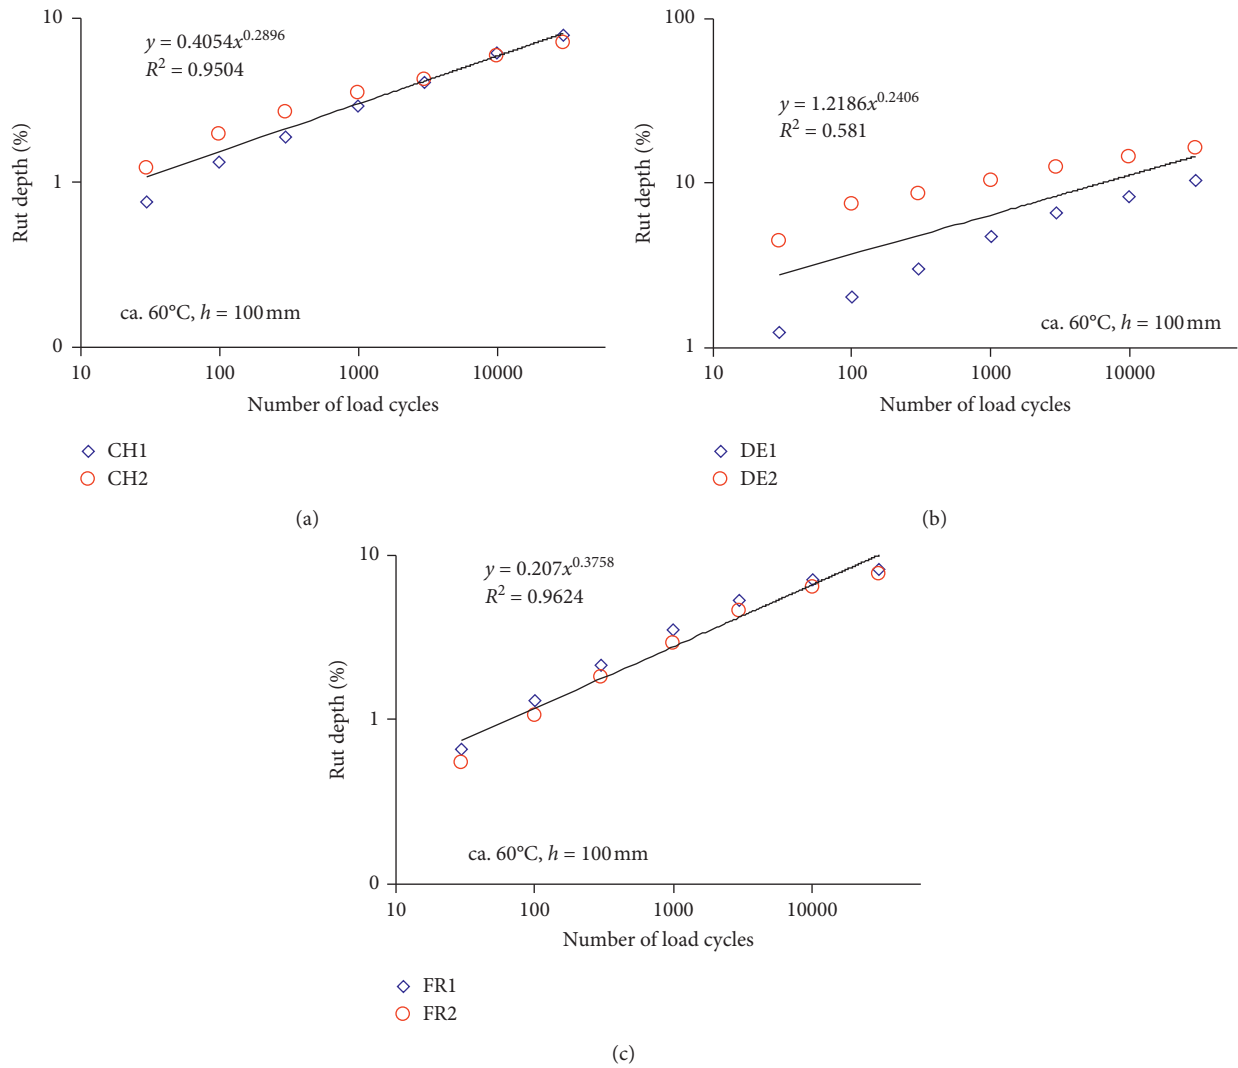 10
1
0
Rut depth (%)
y = 0.4054x^0.2896
R² = 0.9504
ca. 60°C, h = 100 mm
10 100 1000 10000
Number of load cycles
CH1
CH2
(a)
100
10
1
Rut depth (%)
y = 1.2186x^0.2406
R² = 0.581
ca. 60°C, h = 100 mm
10 100 1000 10000
Number of load cycles
DE1
DE2
(b)
10
1
0
Rut depth (%)
y = 0.207x^0.3758
R² = 0.9624
ca. 60°C, h = 100 mm
10 100 1000 10000
Number of load cycles
FR1
FR2
(c)